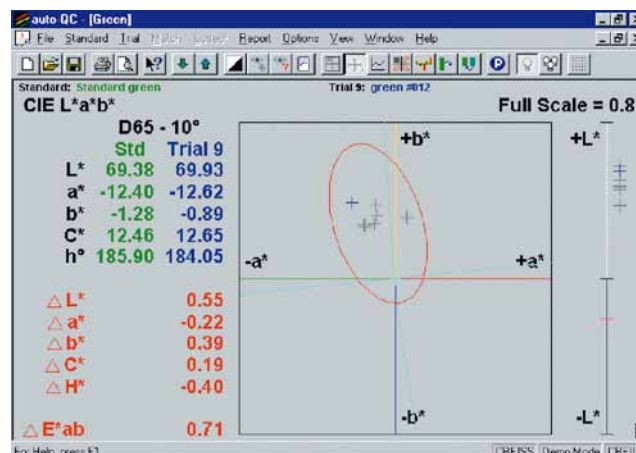 auto-QC - [Green]
File Standard Trial Match Correct Report Options View Window Help
Standard: Standard green Trial 9: green #012
CIE L*a*b* Full Scale = 0.8
D65 - 10°
Std Trial 9
L* 69.38 69.93
a* -12.40 -12.62
b* -1.28 -0.89
C* 12.46 12.65
h° 185.90 184.05
△ L* 0.55
△ a* -0.22
△ b* 0.39
△ C* 0.19
△ H* -0.40
△ E*ab 0.71
+b*
-a*
+a*
-b*
+L*
-L*
For Help, press F1 Demo Mode